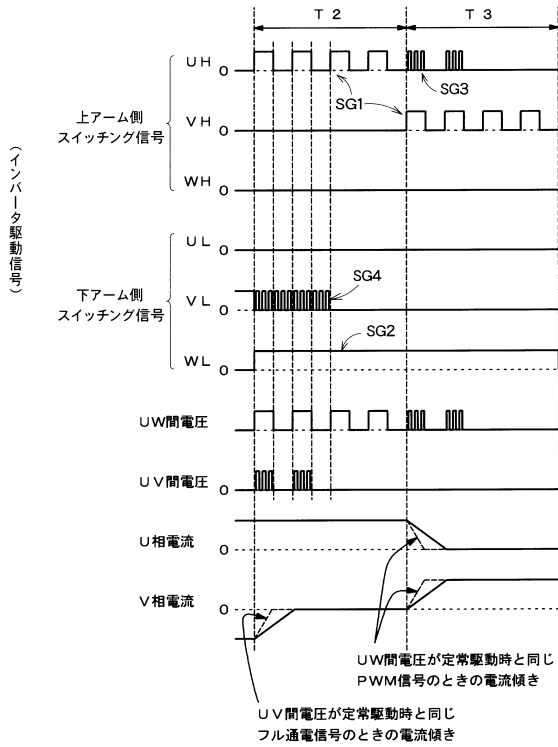 T2 T3
UH 0
SG3
SG1
上アーム側
スイッチング信号
VH 0
WH 0
(インバータ駆動信号)
UL 0
下アーム側
スイッチング信号
VL 0
SG4
SG2
WL 0
UW間電圧
UV間電圧
U相電流 0
V相電流 0
UW間電圧が定常駆動時と同じ
PWM信号のときの電流傾き
UV間電圧が定常駆動時と同じ
フル通電信号のときの電流傾き